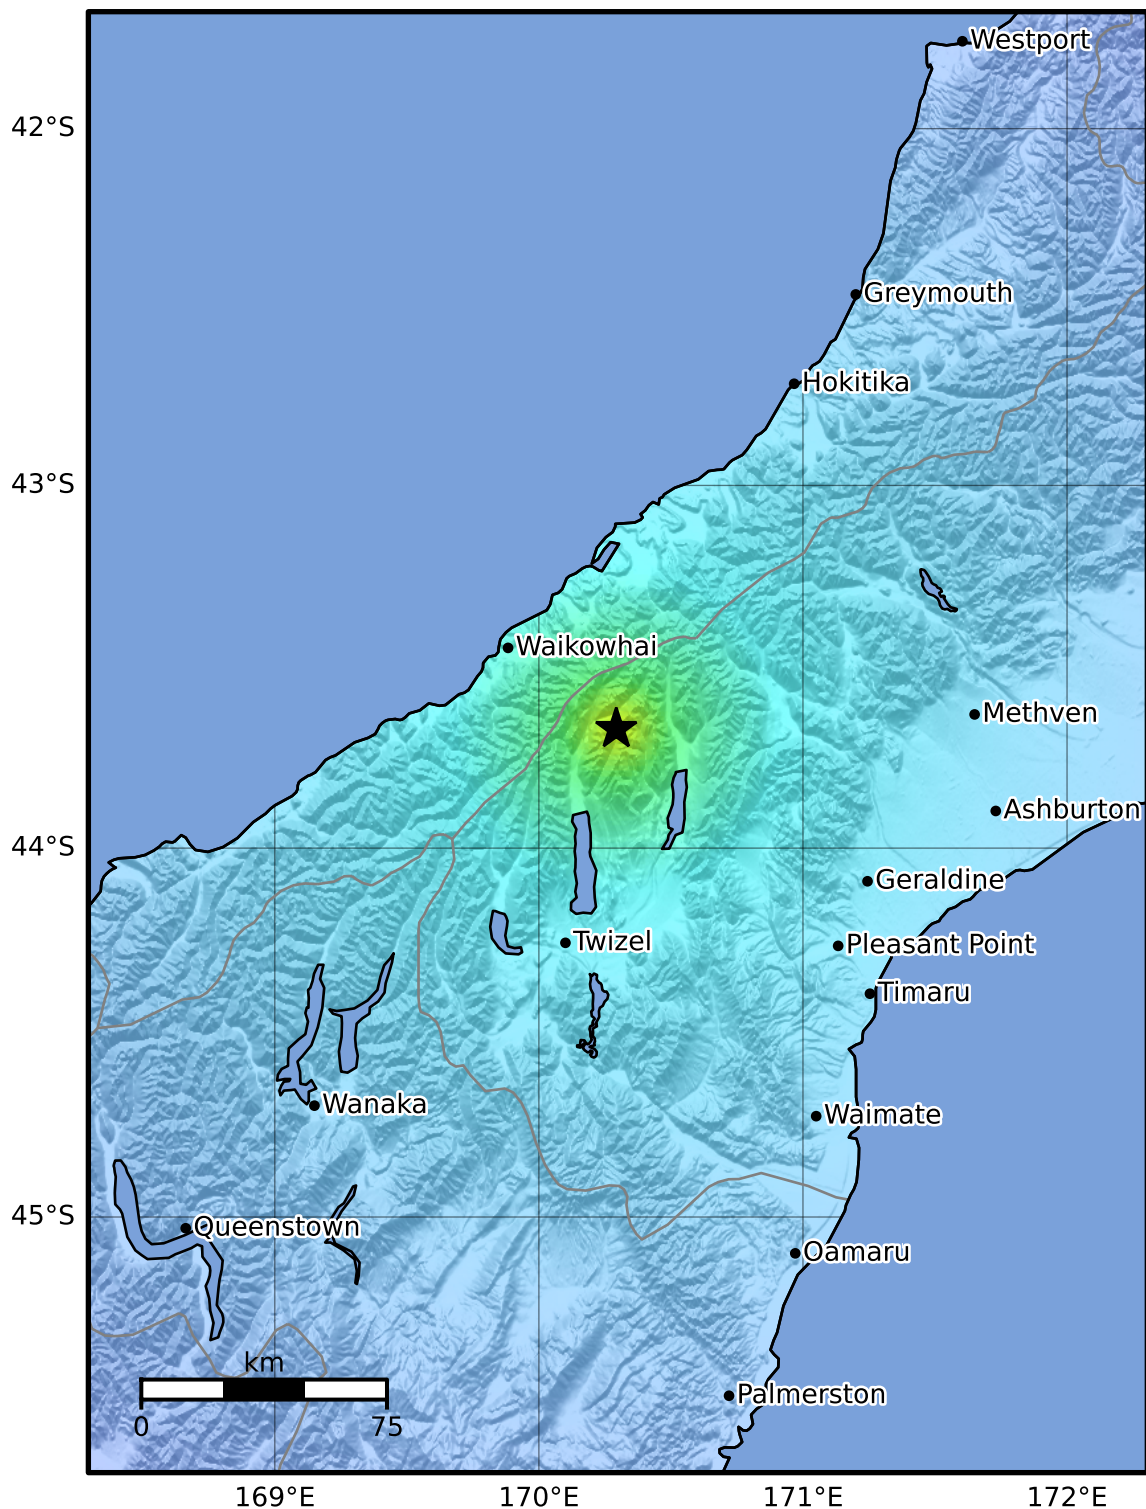 Westport
42°S
Greymouth
Hokitika
43°S
Waikowhai
Methven
Ashburton
44°S
Geraldine
Twizel
Pleasant Point
Timaru
Wanaka
Waimate
45°S
Queenstown
Oamaru
km
0
75
Palmerston
169°E
170°E
171°E
172°E